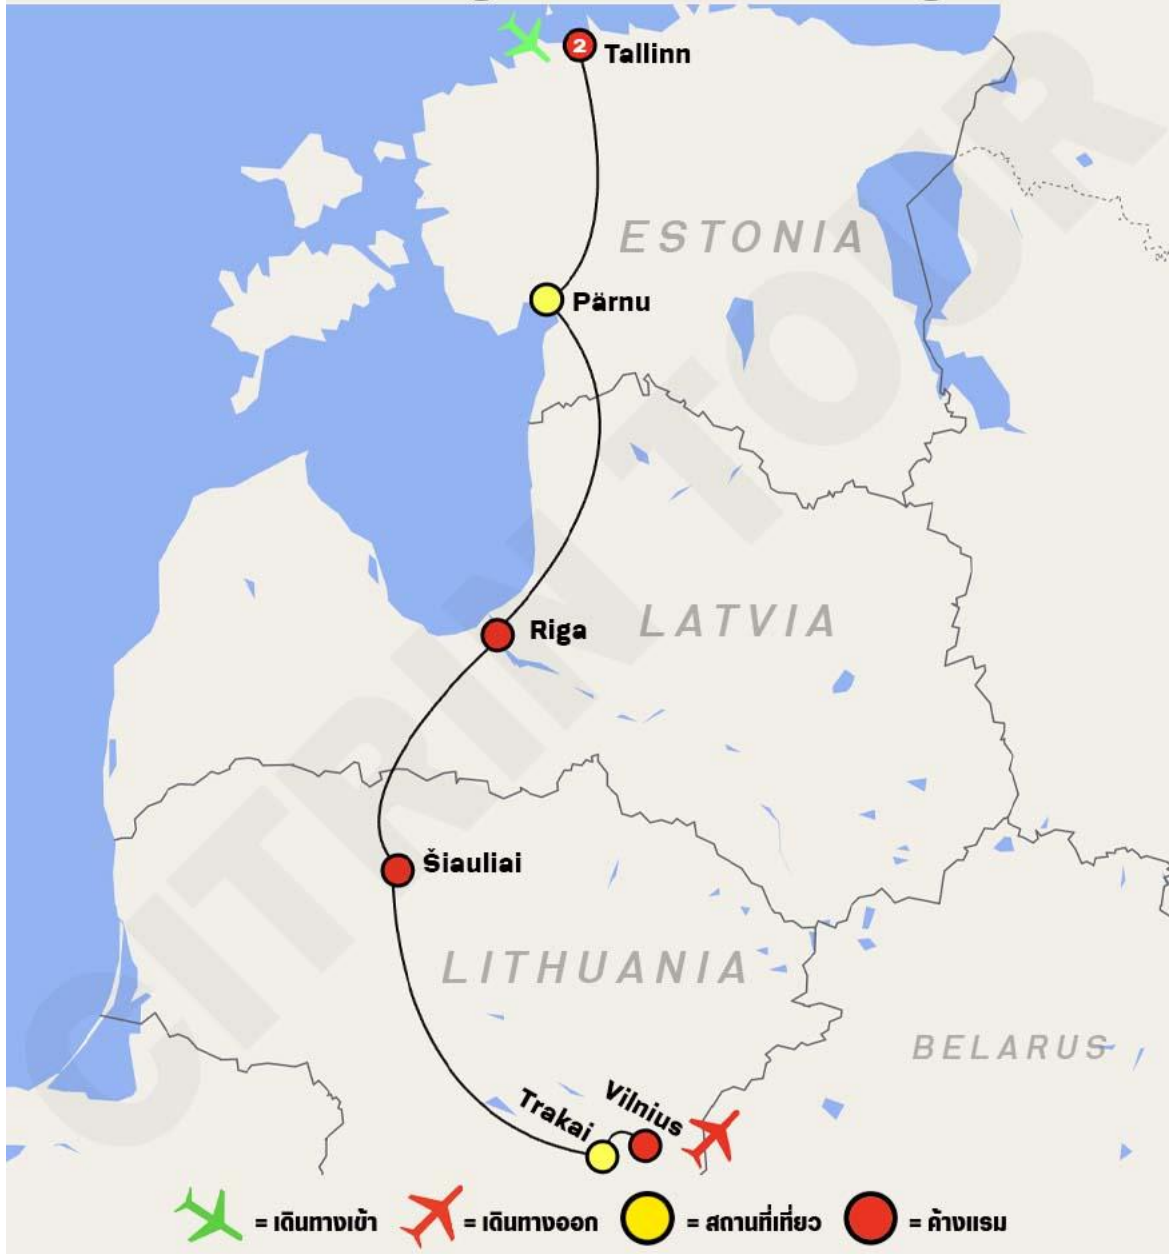 2 Tallinn
ESTONIA
Pärnu
LATVIA
Riga
Šiauliai
LITHUANIA
BELARUS
Trakai
Vilnius
CITRIN TOUR
= เดินทางเข้า = เดินทางออก = สถานที่เที่ยว = ค้างแรม